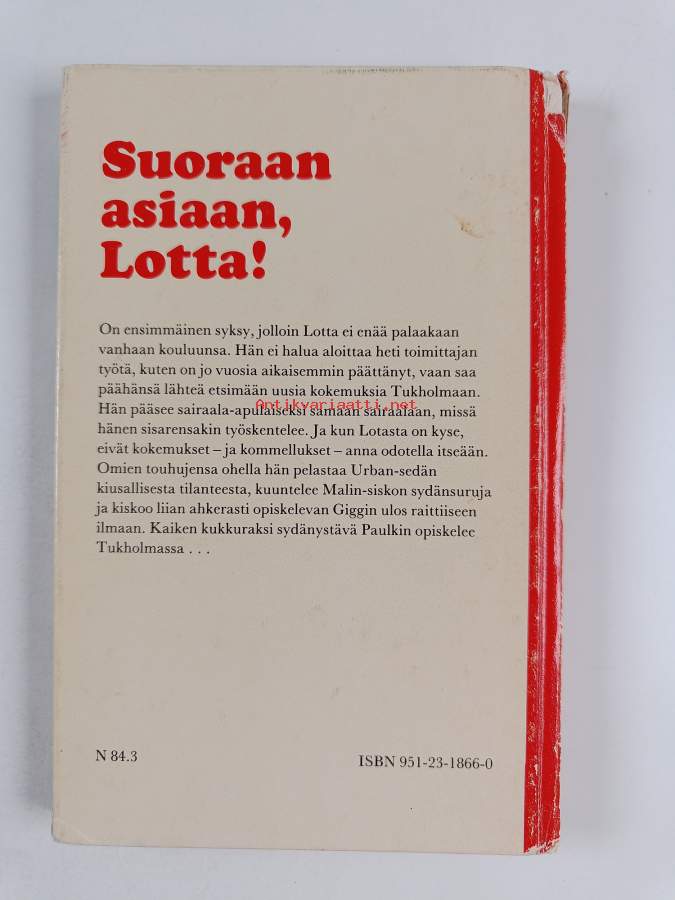 Suoraan
asiaan,
Lotta!
On ensimmäinen syksy, jolloin Lotta ei enää palaakaan
vanhaan kouluunsa. Hän ei halua aloittaa heti toimittajan
työtä, kuten on jo vuosia aikaisemmin päättänyt, vaan saa
päähänsä lähteä etsimään uusia kokemuksia Tukholmaan.
Hän pääsee sairaala-apulaiseksi samaan sairaalaan, missä
Antikvariaatti.net
hänen sisarensakin työskentelee. Ja kun Lotasta on kyse,
eivät kokemukset – ja kommellukset – anna odotella itseään.
Omien touhujensa ohella hän pelastaa Urban-sedän
kiusallisesta tilanteesta, kuuntelee Malin-siskon sydänsuruja
ja kiskoo liian ahkerasti opiskelevan Giggin ulos raittiiseen
ilmaan. Kaiken kukkuraksi sydänystävä Paulkin opiskelee
Tukholmassa . . .
N 84.3
ISBN 951-23-1866-0